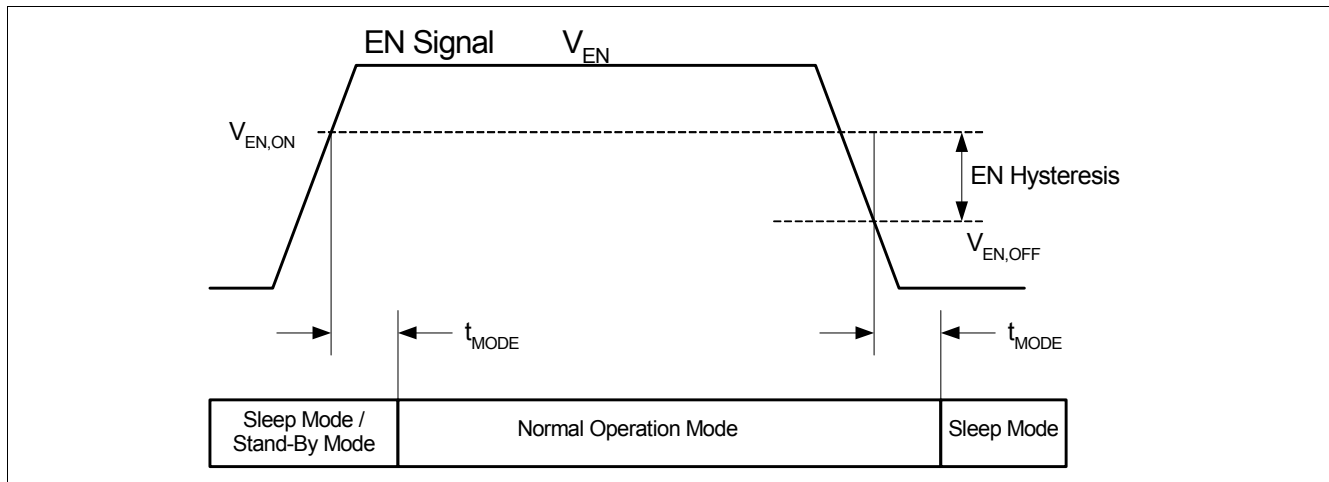 EN Signal V_EN
V_EN,ON
EN Hysteresis
V_EN,OFF
t_MODE
t_MODE
Sleep Mode /
Stand-By Mode
Normal Operation Mode
Sleep Mode